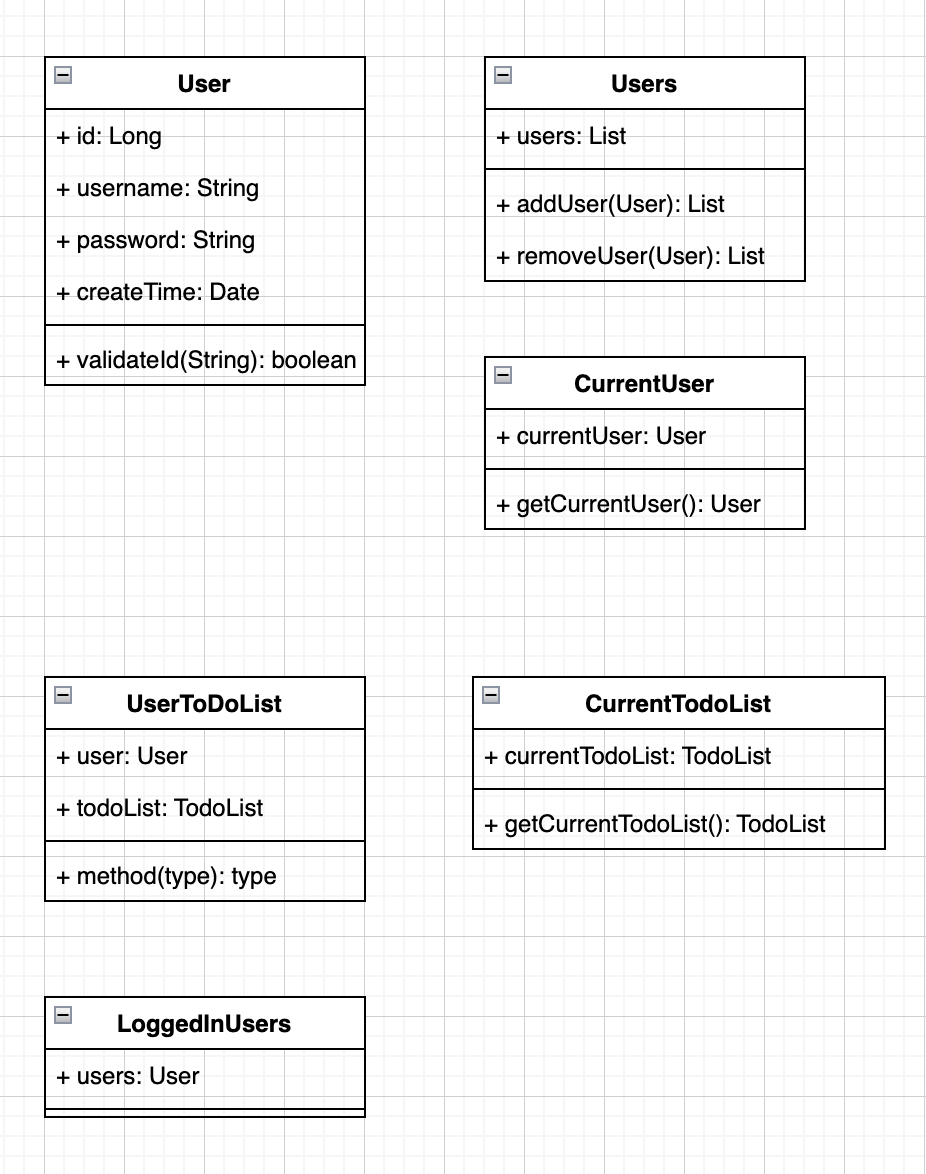 User
+ id: Long
+ username: String
+ password: String
+ createTime: Date
+ validateId(String): boolean
Users
+ users: List
+ addUser(User): List
+ removeUser(User): List
CurrentUser
+ currentUser: User
+ getCurrentUser(): User
UserToDoList
+ user: User
+ todoList: TodoList
+ method(type): type
CurrentTodoList
+ currentTodoList: TodoList
+ getCurrentTodoList(): TodoList
LoggedInUsers
+ users: User